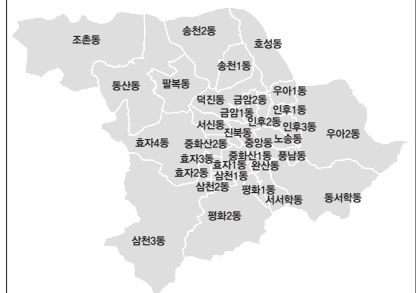 송천2동
조촌동
호성동
송천1동
동산동
팔복동
우아1동
덕진동
금암2동
금암1동
인후1동
인후2동
인후3동
서신동
진북동
우아2동
노송동
효자4동
중화산2동
중앙동
효자3동
중화산1동
풍남동
효자1동
완산동
효자2동
삼천1동
삼천2동
평화1동
서서학동
동서학동
평화2동
삼천3동